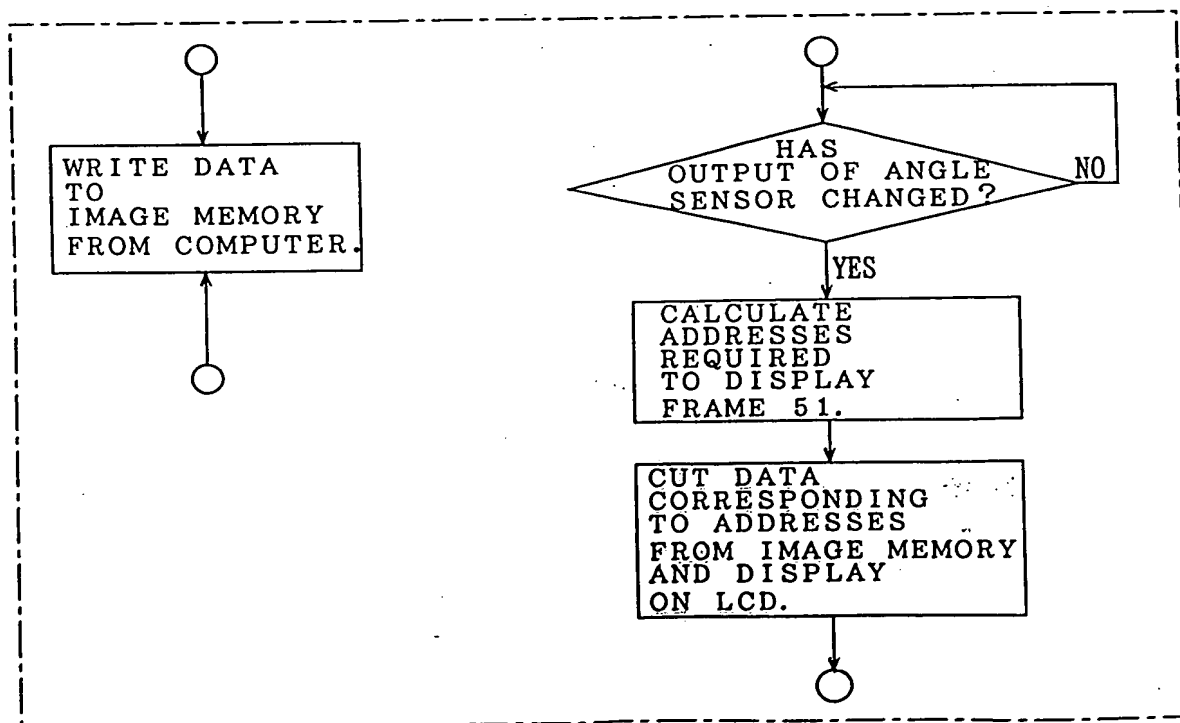 WRITE DATA
TO
IMAGE MEMORY
FROM COMPUTER.
HAS
OUTPUT OF ANGLE
SENSOR CHANGED?
NO
YES
CALCULATE
ADDRESSES
REQUIRED
TO DISPLAY
FRAME 51.
CUT DATA
CORRESPONDING
TO ADDRESSES
FROM IMAGE MEMORY
AND DISPLAY
ON LCD.